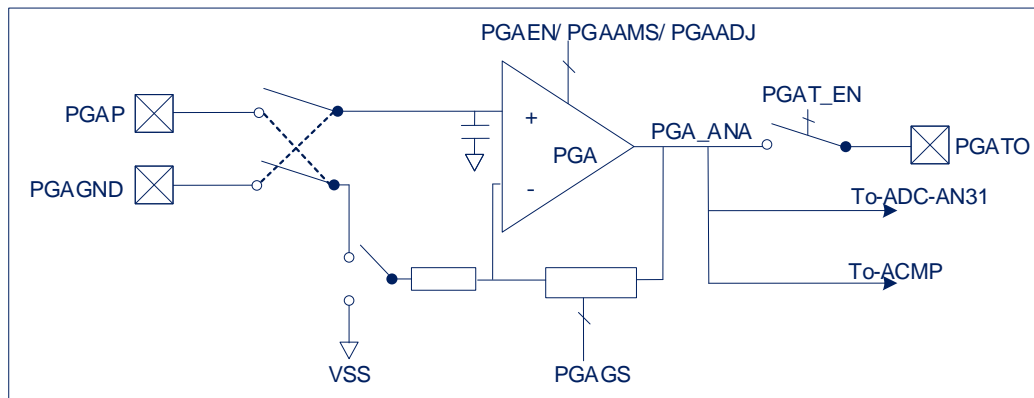 PGAEN/ PGAAMS/ PGAADJ
PGAP
PGAT_EN
+
PGA_ANA
PGA
PGATO
PGAGND
-
To-ADC-AN31
To-ACMP
VSS
PGAGS